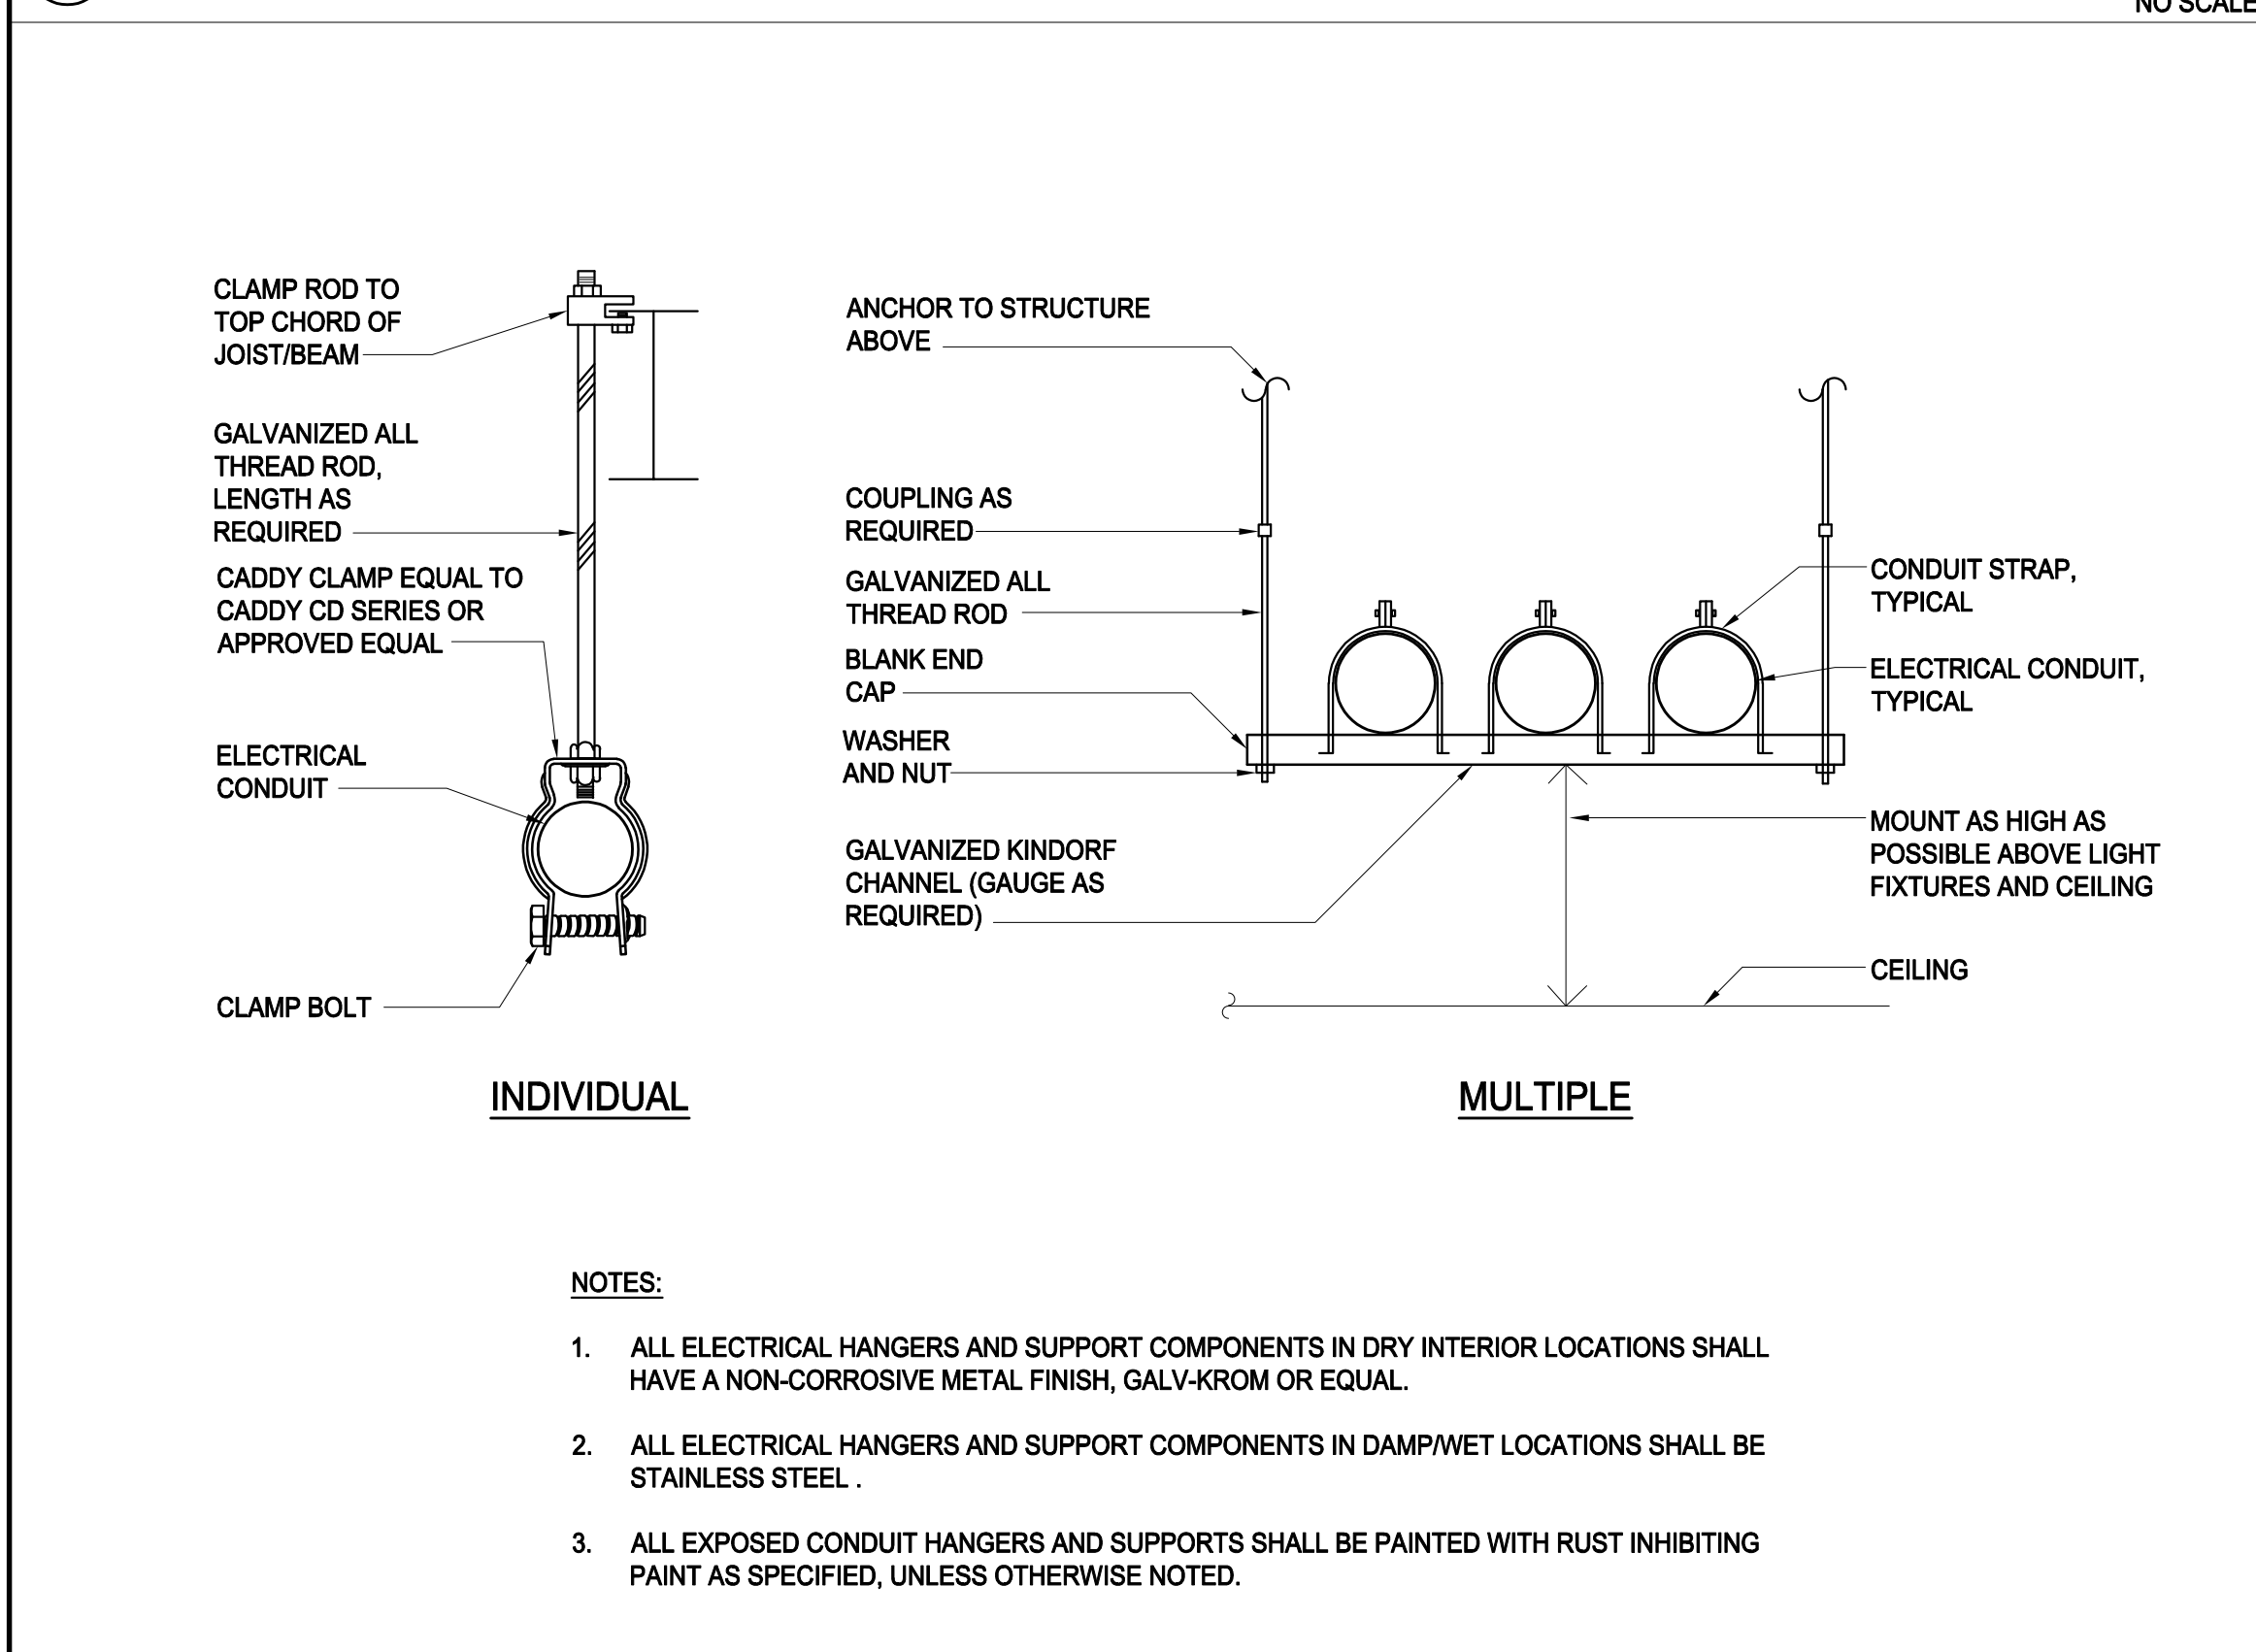 NO SCALE
CLAMP ROD TO
TOP CHORD OF
JOIST/BEAM
GALVANIZED ALL
THREAD ROD,
LENGTH AS
REQUIRED
CADDY CLAMP EQUAL TO
CADDY CD SERIES OR
APPROVED EQUAL
ELECTRICAL
CONDUIT
CLAMP BOLT
INDIVIDUAL
ANCHOR TO STRUCTURE
ABOVE
COUPLING AS
REQUIRED
GALVANIZED ALL
THREAD ROD
BLANK END
CAP
WASHER
AND NUT
GALVANIZED KINDORF
CHANNEL (GAUGE AS
REQUIRED)
CONDUIT STRAP,
TYPICAL
ELECTRICAL CONDUIT,
TYPICAL
MOUNT AS HIGH AS
POSSIBLE ABOVE LIGHT
FIXTURES AND CEILING
CEILING
MULTIPLE
NOTES:
1. ALL ELECTRICAL HANGERS AND SUPPORT COMPONENTS IN DRY INTERIOR LOCATIONS SHALL
HAVE A NON-CORROSIVE METAL FINISH, GALV-KROM OR EQUAL.
2. ALL ELECTRICAL HANGERS AND SUPPORT COMPONENTS IN DAMP/WET LOCATIONS SHALL BE
STAINLESS STEEL .
3. ALL EXPOSED CONDUIT HANGERS AND SUPPORTS SHALL BE PAINTED WITH RUST INHIBITING
PAINT AS SPECIFIED, UNLESS OTHERWISE NOTED.